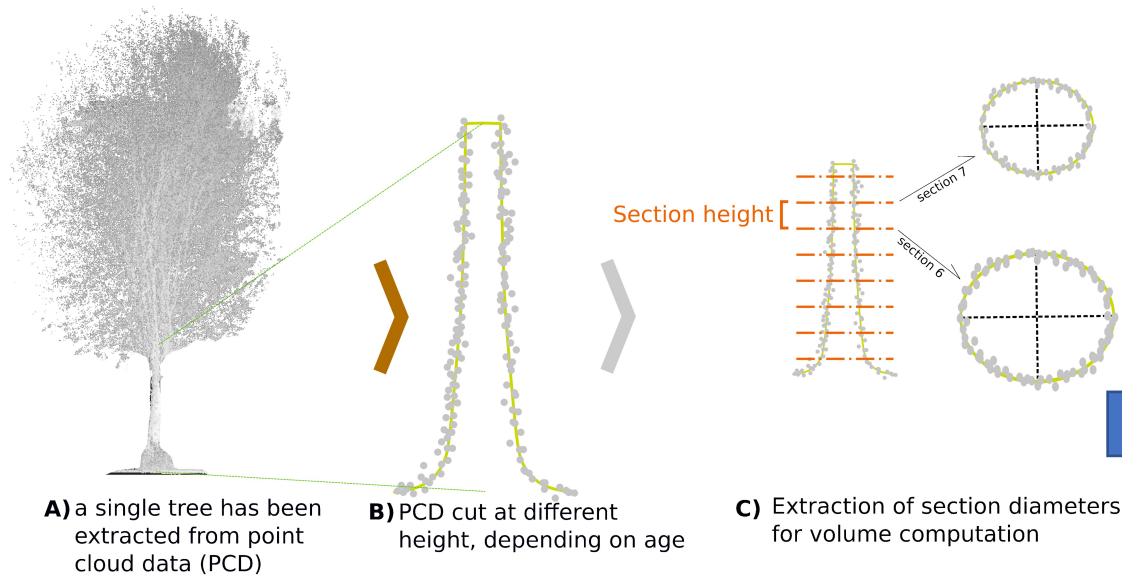 section 7
Section height
section 6
A) a single tree has been
extracted from point
cloud data (PCD)
B) PCD cut at different
height, depending on age
C) Extraction of section diameters
for volume computation